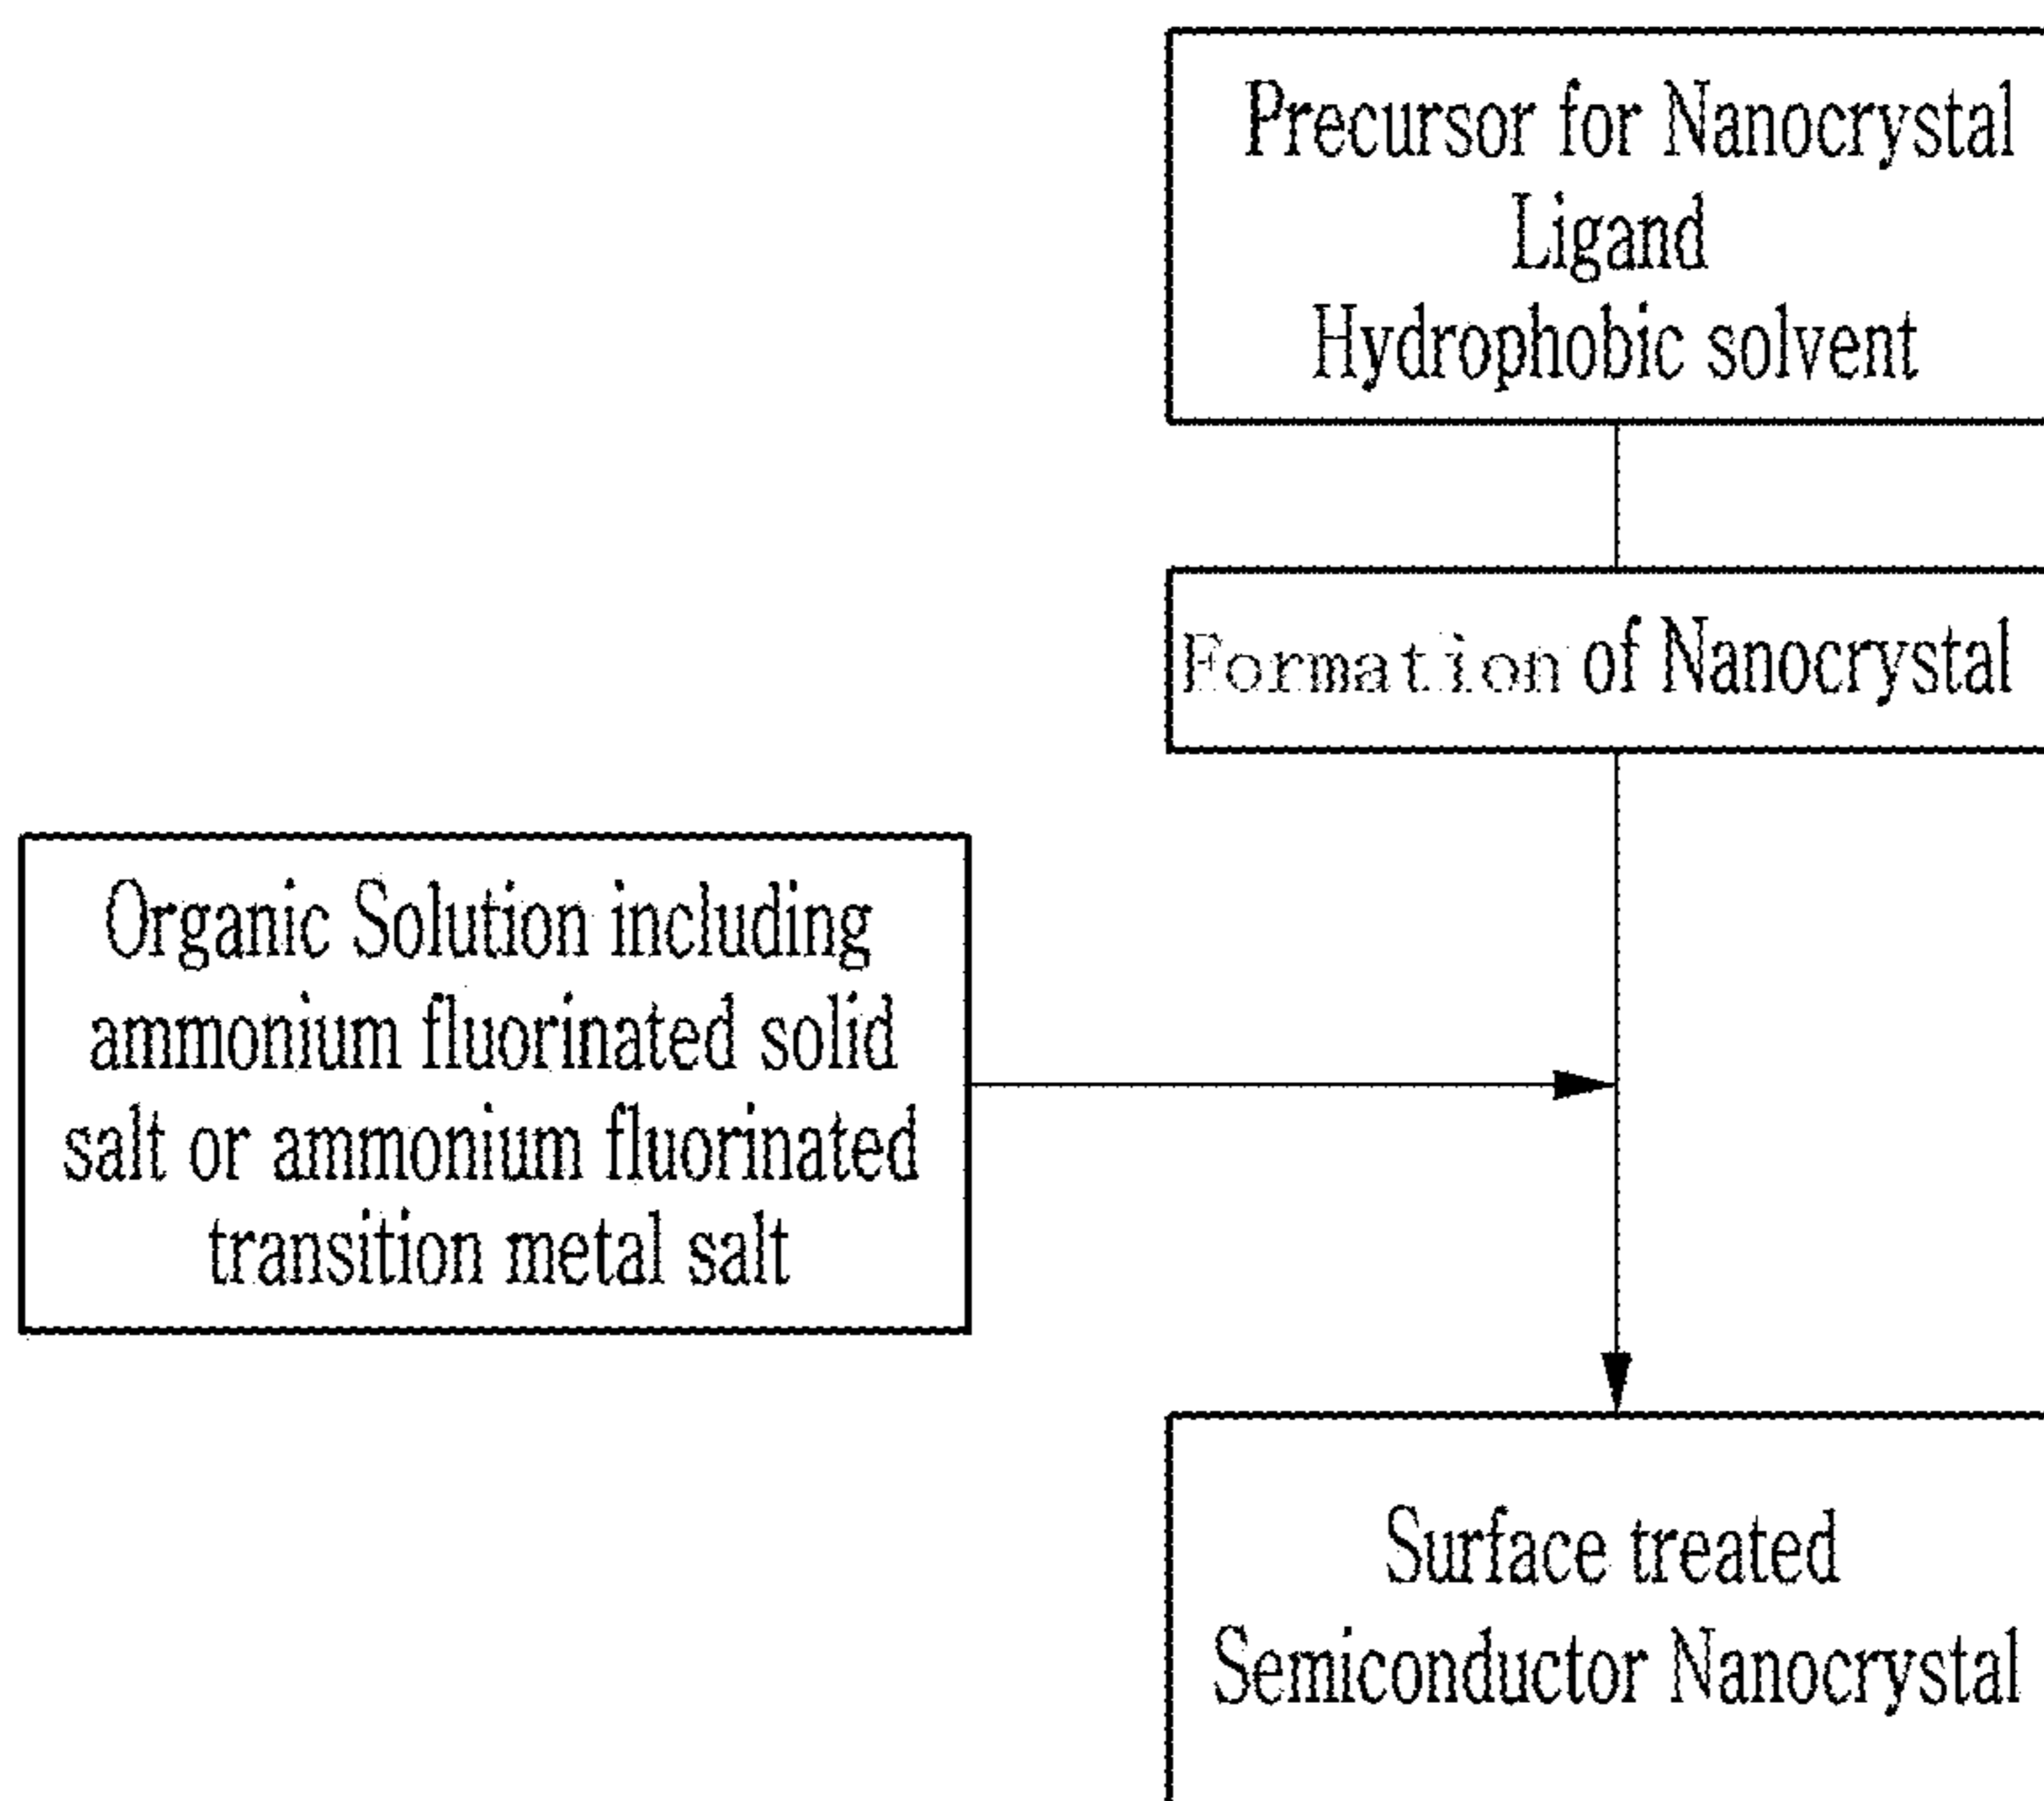 Precursor for Nanocrystal
Ligand
Hydrophobic solvent
Formation of Nanocrystal
Organic Solution including
ammonium fluorinated solid
salt or ammonium fluorinated
transition metal salt
Surface treated
Semiconductor Nanocrystal